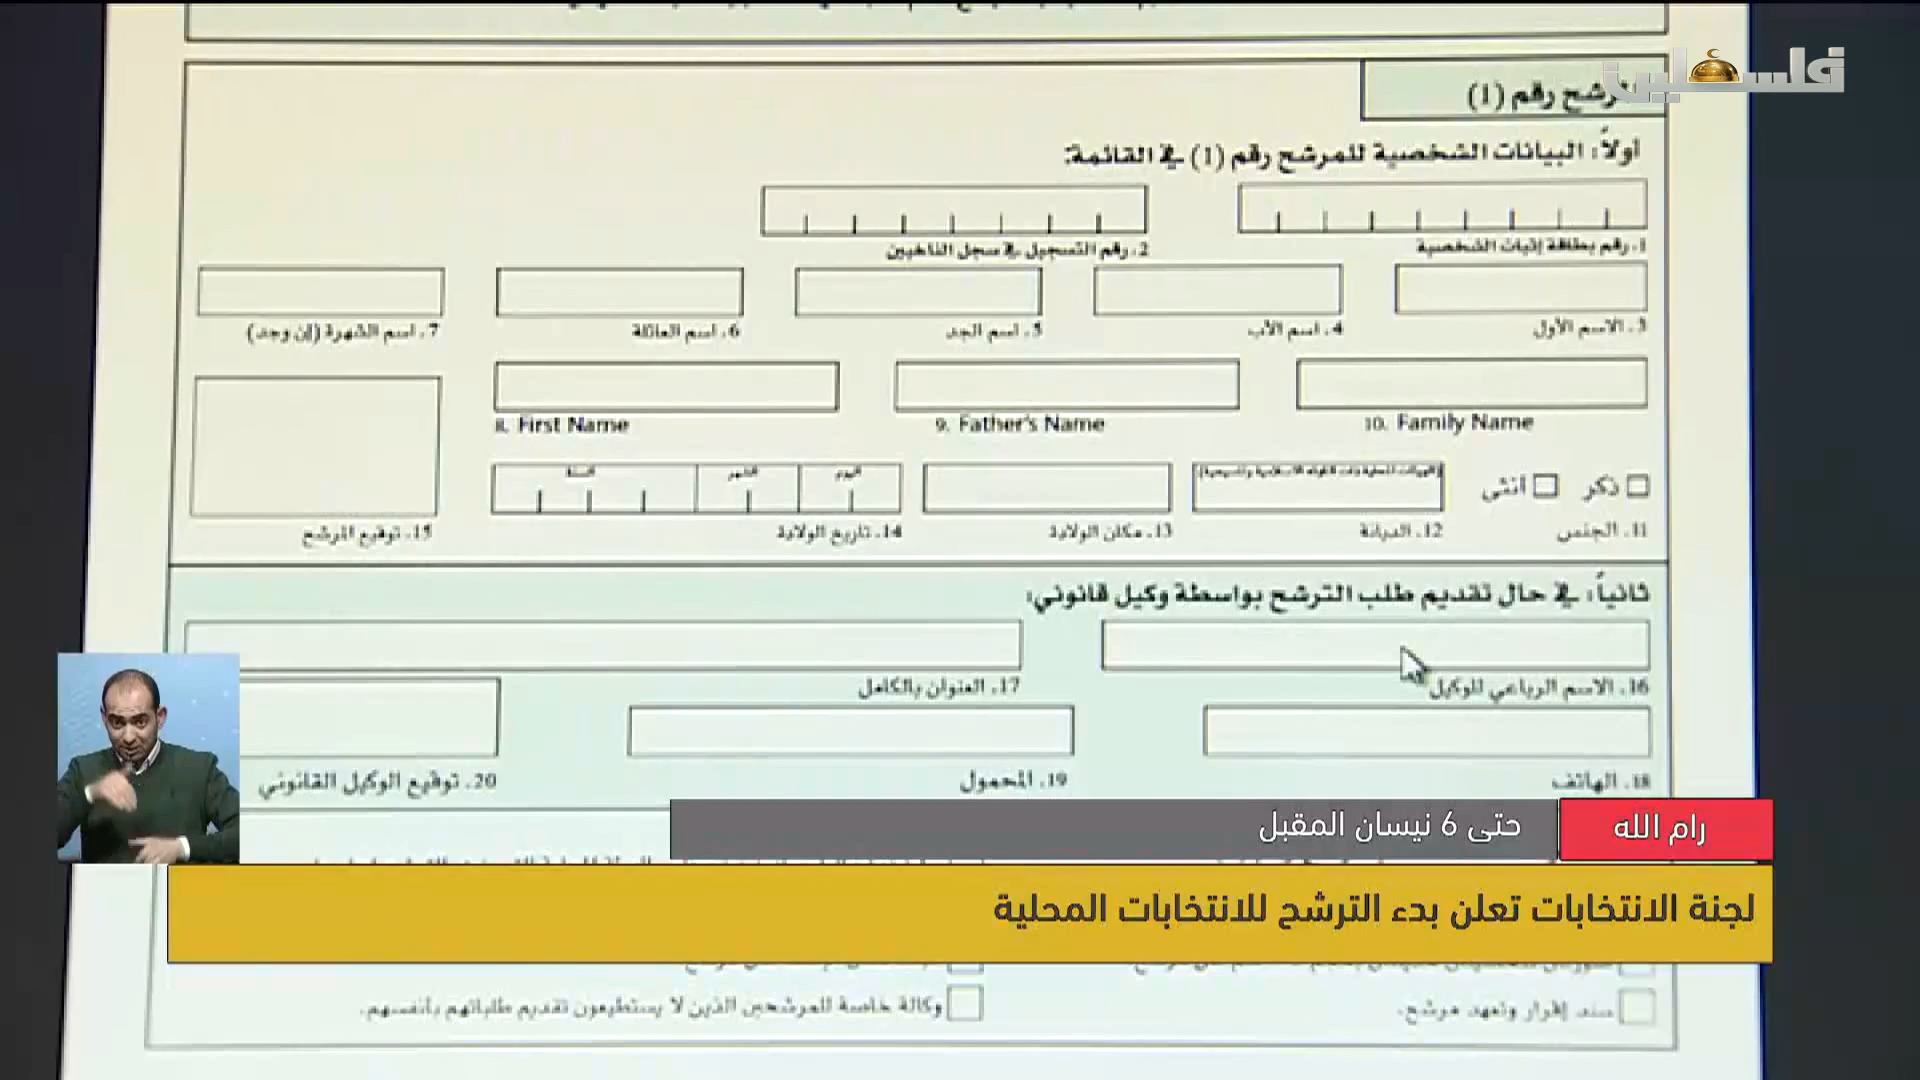 فلسطين
المرشح رقم (1)
أولاً: البيانات الشخصية للمرشح رقم (1) في القائمة:
1. رقم بطاقة إثبات الشخصية
2. رقم التسجيل في سجل الناخبين
3. الاسم الأول
4. اسم الأب
5. اسم الجد
6. اسم العائلة
7. اسم الشهرة (إن وجد)
8. First Name
9. Father's Name
10. Family Name
ذكر
أنثى
اليوم
الشهر
السنة
11. الجنس
12. الديانة
13. مكان الولادة
14. تاريخ الولادة
15. توقيع المرشح
ثانياً: في حال تقديم طلب الترشح بواسطة وكيل قانوني:
16. الاسم الرباعي للوكيل
17. العنوان بالكامل
18. الهاتف
19. المحمول
20. توقيع الوكيل القانوني
رام الله
حتى 6 نيسان المقبل
لجنة الانتخابات تعلن بدء الترشح للانتخابات المحلية
سند إقرار وتعهد مرشح.
وكالة خاصة للمرشحين الذين لا يستطيعون تقديم طلباتهم بأنفسهم.